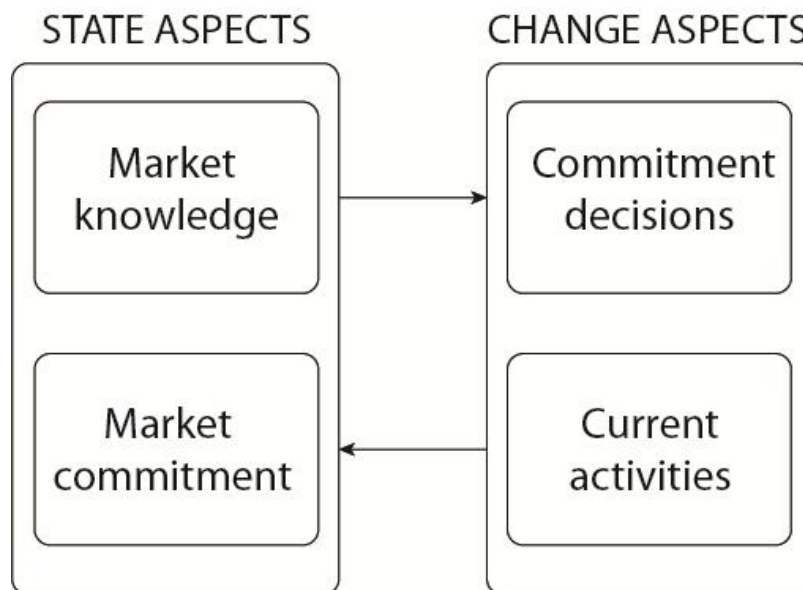 STATE ASPECTS
CHANGE ASPECTS
Market
knowledge
Commitment
decisions
Market
commitment
Current
activities